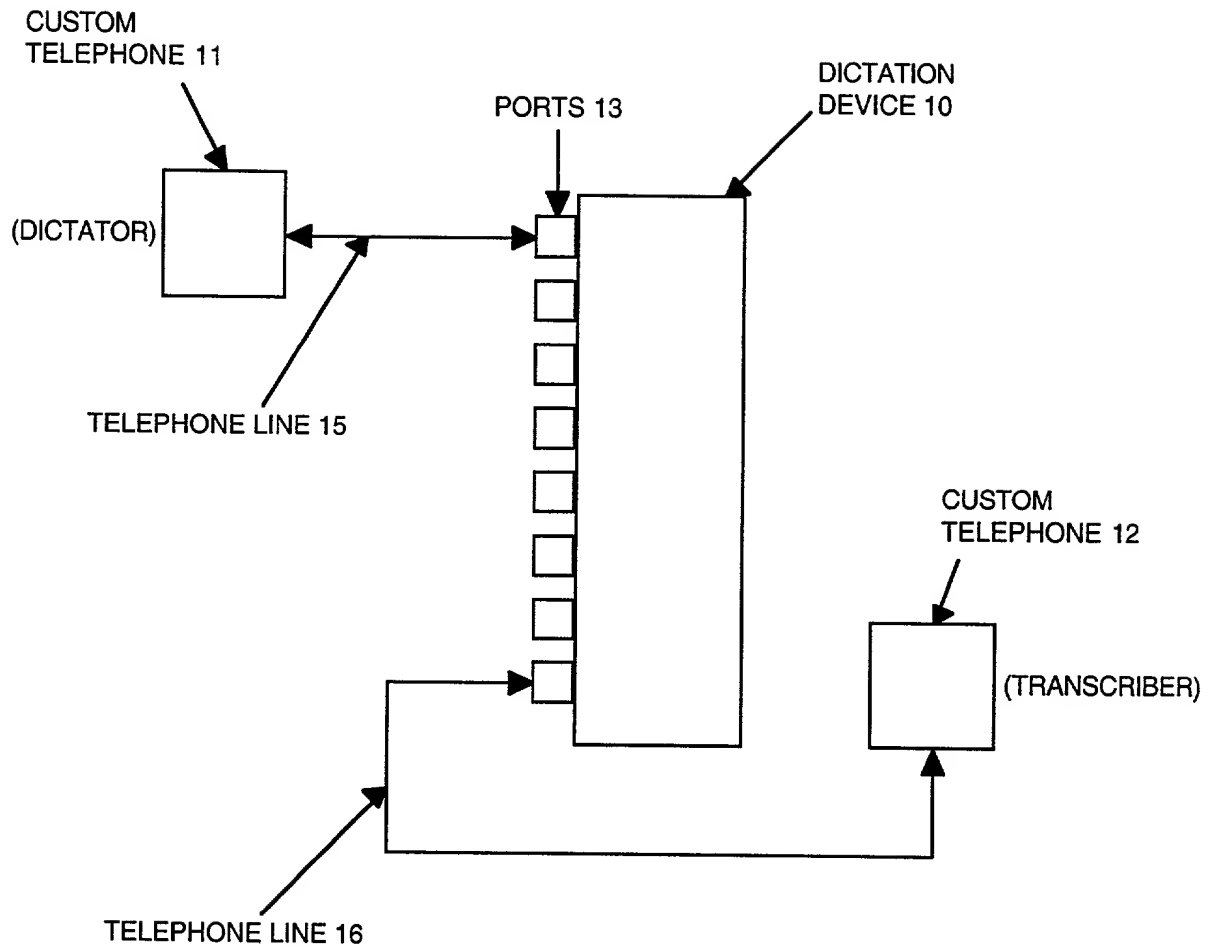 CUSTOM
TELEPHONE 11
PORTS 13
DICTATION
DEVICE 10
(DICTATOR)
TELEPHONE LINE 15
CUSTOM
TELEPHONE 12
(TRANSCRIBER)
TELEPHONE LINE 16